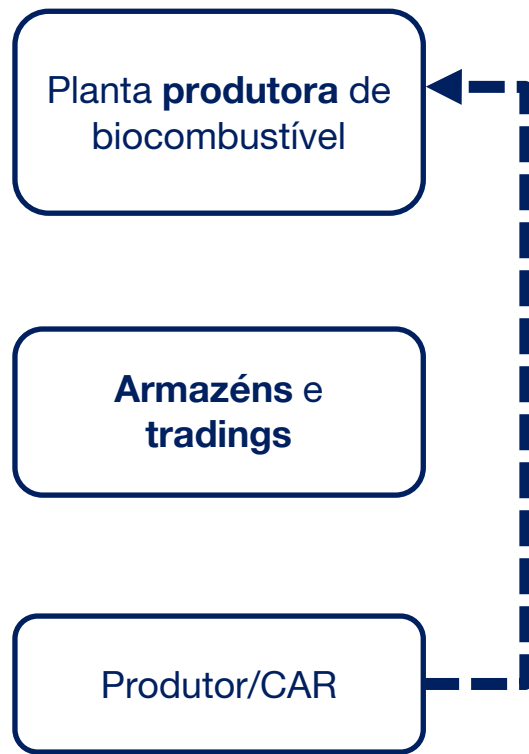 Planta produtora de
biocombustível
Armazéns e
tradings
Produtor/CAR